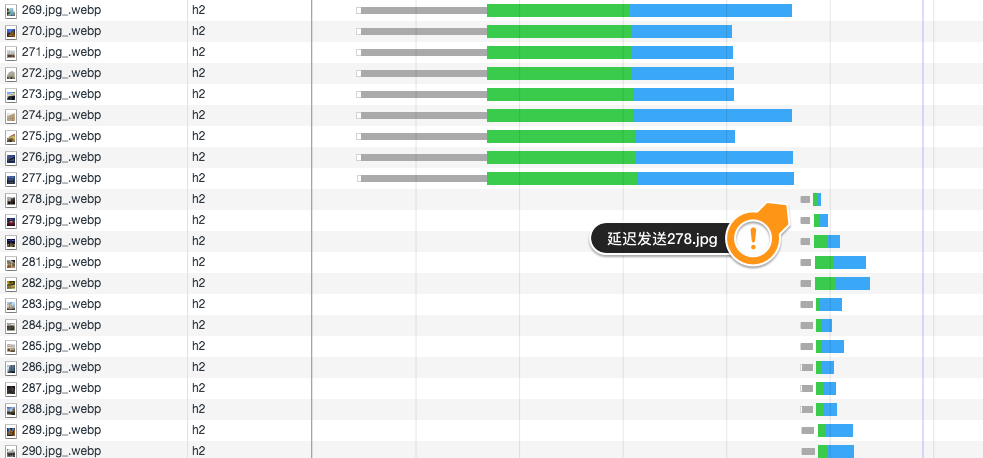 269.jpg_.webp h2
270.jpg_.webp h2
271.jpg_.webp h2
272.jpg_.webp h2
273.jpg_.webp h2
274.jpg_.webp h2
275.jpg_.webp h2
276.jpg_.webp h2
277.jpg_.webp h2
278.jpg_.webp h2
279.jpg_.webp h2
延迟发送278.jpg
280.jpg_.webp h2
281.jpg_.webp h2
282.jpg_.webp h2
283.jpg_.webp h2
284.jpg_.webp h2
285.jpg_.webp h2
286.jpg_.webp h2
287.jpg_.webp h2
288.jpg_.webp h2
289.jpg_.webp h2
290.jpg_.webp h2